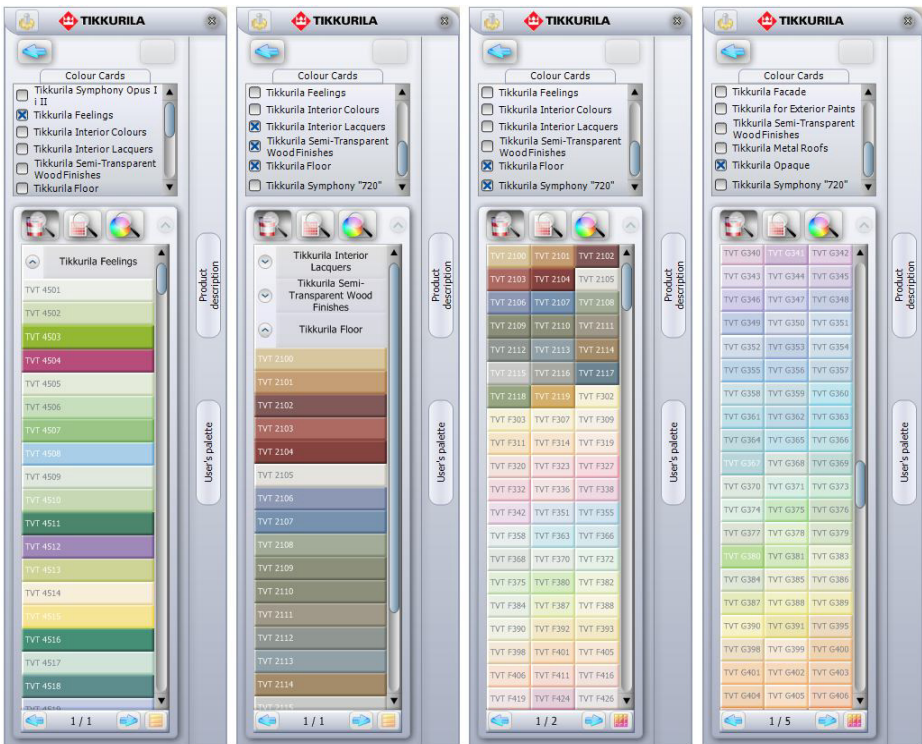 TIKKURILA
Colour Cards
Tikkurila Symphony Opus I
i II
Tikkurila Feelings
Tikkurila Interior Colours
Tikkurila Interior Lacquers
Tikkurila Semi-Transparent
Wood Finishes
Tikkurila Floor
Tikkurila Feelings
TVT 4501
TVT 4502
TVT 4503
TVT 4504
TVT 4505
TVT 4506
TVT 4507
TVT 4508
TVT 4509
TVT 4510
TVT 4511
TVT 4512
TVT 4513
TVT 4514
TVT 4515
TVT 4516
TVT 4517
TVT 4518
TVT 4519
1 / 1
Product
description
User's palette
TIKKURILA
Colour Cards
Tikkurila Feelings
Tikkurila Interior Colours
Tikkurila Interior Lacquers
Tikkurila Semi-Transparent
Wood Finishes
Tikkurila Floor
Tikkurila Symphony "720"
Tikkurila Interior
Lacquers
Tikkurila Semi-
Transparent Wood
Finishes
Tikkurila Floor
TVT 2100
TVT 2101
TVT 2102
TVT 2103
TVT 2104
TVT 2105
TVT 2106
TVT 2107
TVT 2108
TVT 2109
TVT 2110
TVT 2111
TVT 2112
TVT 2113
TVT 2114
TVT 2115
1 / 1
Product
description
User's palette
TIKKURILA
Colour Cards
Tikkurila Feelings
Tikkurila Interior Colours
Tikkurila Interior Lacquers
Tikkurila Semi-Transparent
Wood Finishes
Tikkurila Floor
Tikkurila Symphony "720"
TVT 2100 TVT 2101 TVT 2102
TVT 2103 TVT 2104 TVT 2105
TVT 2106 TVT 2107 TVT 2108
TVT 2109 TVT 2110 TVT 2111
TVT 2112 TVT 2113 TVT 2114
TVT 2115 TVT 2116 TVT 2117
TVT 2118 TVT 2119 TVT F302
TVT F303 TVT F307 TVT F309
TVT F311 TVT F314 TVT F319
TVT F320 TVT F323 TVT F327
TVT F332 TVT F336 TVT F338
TVT F342 TVT F351 TVT F355
TVT F358 TVT F363 TVT F366
TVT F368 TVT F370 TVT F372
TVT F375 TVT F380 TVT F382
TVT F384 TVT F387 TVT F388
TVT F390 TVT F392 TVT F393
TVT F398 TVT F401 TVT F405
TVT F406 TVT F411 TVT F416
TVT F419 TVT F424 TVT F426
1 / 2
Product
description
User's palette
TIKKURILA
Colour Cards
Tikkurila Facade
Tikkurila for Exterior Paints
Tikkurila Semi-Transparent
Wood Finishes
Tikkurila Metal Roofs
Tikkurila Opaque
Tikkurila Symphony "720"
TVT G340 TVT G341 TVT G342
TVT G343 TVT G344 TVT G345
TVT G346 TVT G347 TVT G348
TVT G349 TVT G350 TVT G351
TVT G352 TVT G353 TVT G354
TVT G355 TVT G356 TVT G357
TVT G358 TVT G359 TVT G360
TVT G361 TVT G362 TVT G363
TVT G364 TVT G365 TVT G366
TVT G367 TVT G368 TVT G369
TVT G370 TVT G371 TVT G373
TVT G374 TVT G375 TVT G376
TVT G377 TVT G378 TVT G379
TVT G380 TVT G381 TVT G383
TVT G384 TVT G385 TVT G386
TVT G387 TVT G388 TVT G389
TVT G390 TVT G391 TVT G395
TVT G398 TVT G399 TVT G400
TVT G401 TVT G402 TVT G403
TVT G404 TVT G405 TVT G406
1 / 5
Product
description
User's palette